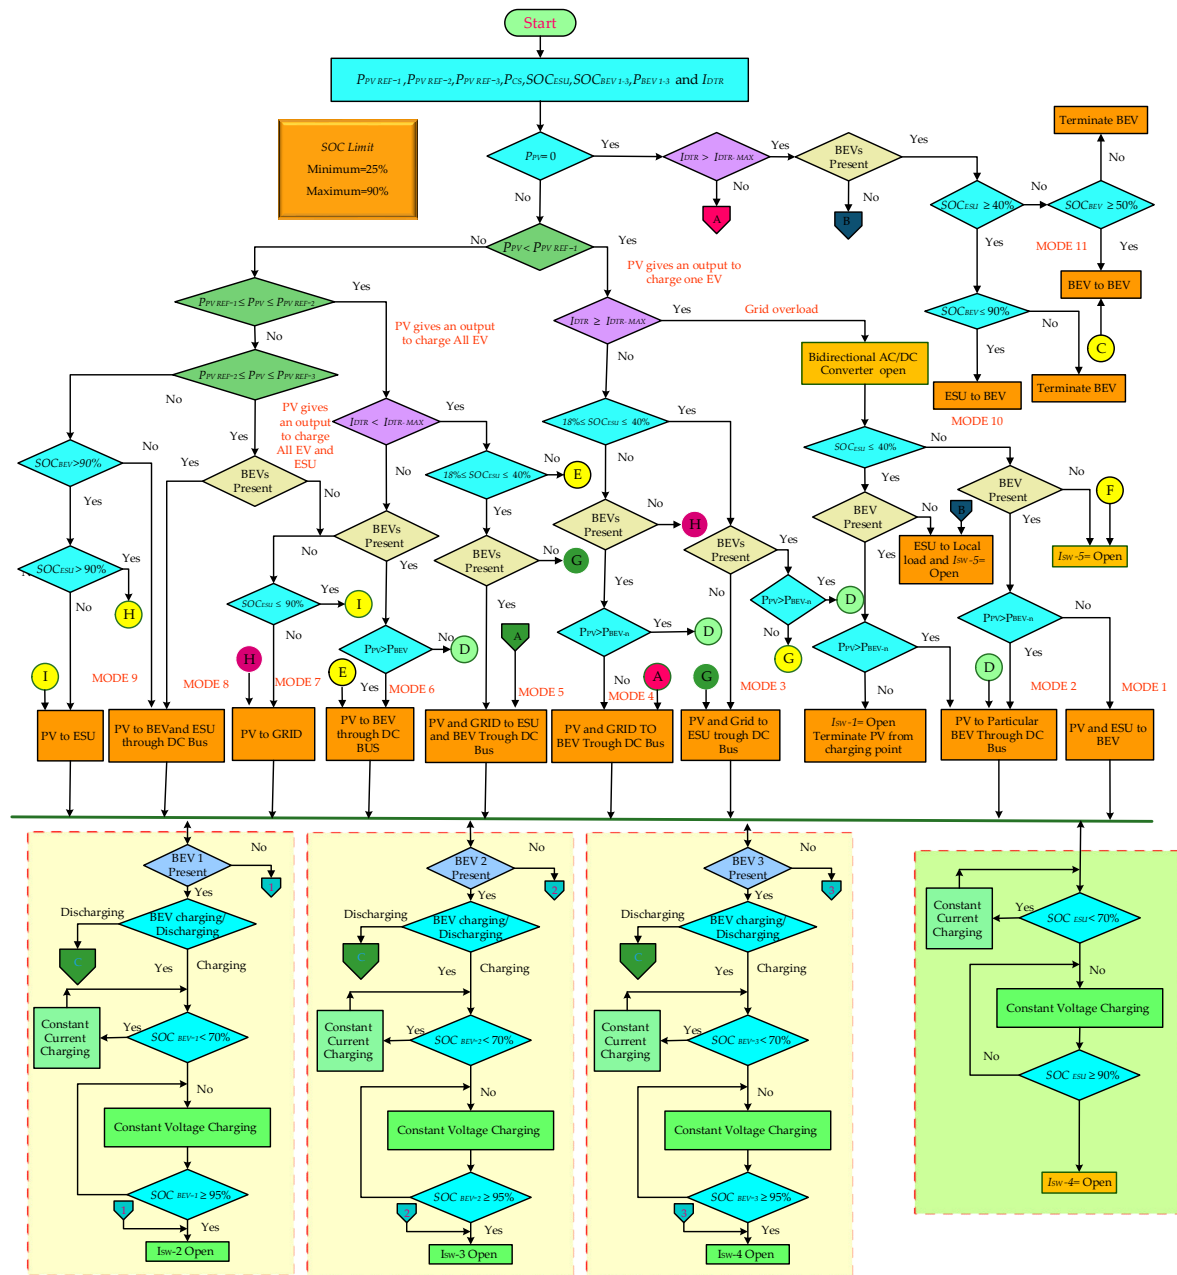 Start
PPV REF-1 ,PPV REF-2,PPV REF-3,PCS,SOCESU,SOCBEV 1-3,PBEV 1-3 and IDTR
SOC Limit
Minimum=25%
Maximum=90%
PPV= 0
Yes
No
IDTR > IDTR-MAX
Yes
No
A
BEVs
Present
Yes
No
B
Terminate BEV
No
SOCESU ≥ 40%
No
Yes
SOCBEV ≥ 50%
Yes
MODE 11
BEV to BEV
C
SOCBEV ≤ 90%
No
Yes
Terminate BEV
ESU to BEV
MODE 10
PPV < PPV REF-1
No
Yes
PV gives an output to
charge one EV
PPV REF-1 ≤ PPV ≤ PPV REF-2
Yes
No
PV gives an output
to charge All EV
PPV REF-2 ≤ PPV ≤ PPV REF-3
No
Yes
PV gives
an output
to charge
All EV and
ESU
IDTR ≥ IDTR-MAX
Yes
No
Grid overload
Bidirectional AC/DC
Converter open
IDTR < IDTR-MAX
Yes
No
18%≤ SOCESU ≤ 40%
Yes
No
SOCESU ≤ 40%
No
Yes
SOCBEV>90%
No
Yes
BEVs
Present
Yes
No
18%≤ SOCESU ≤ 40%
No
Yes
E
BEV
Present
No
Yes
F
BEV
Present
No
Yes
B
ESU to Local
load and ISW-5=
Open
ISW-5= Open
BEVs
Present
No
Yes
BEVs
Present
No
Yes
G
BEVs
Present
No
Yes
H
BEVs
Present
Yes
No
SOCESU > 90%
Yes
No
H
SOCESU ≤ 90%
Yes
No
I
PPV>PBEV
No
Yes
D
A
PPV>PBEV-n
Yes
No
D
PPV>PBEV-n
Yes
No
D
G
PPV>PBEV-n
No
PPV>PBEV-n
No
Yes
I
MODE 9
MODE 8
H
MODE 7
E
MODE 6
MODE 5
MODE 4
A
G
MODE 3
D
MODE 2
MODE 1
PV to ESU
PV to BEVand ESU
through DC Bus
PV to GRID
PV to BEV
through DC
BUS
PV and GRID to ESU
and BEV Trough DC
Bus
PV and GRID TO
BEV Trough DC Bus
PV and Grid to
ESU trough DC
Bus
ISW-1= Open
Terminate PV from
charging point
PV to Particular
BEV Through DC
Bus
PV and ESU to
BEV
BEV 1
Present
No
1
Yes
BEV charging/
Discharging
Discharging
C
Yes
Charging
Constant
Current
Charging
Yes
SOC BEV-1 < 70%
No
Constant Voltage Charging
SOC BEV-1 ≥ 95%
1
Yes
ISW-2 Open
BEV 2
Present
No
2
Yes
BEV charging/
Discharging
Discharging
C
Yes
Charging
Constant
Current
Charging
Yes
SOC BEV-2 < 70%
No
Constant Voltage Charging
SOC BEV-2 ≥ 95%
2
Yes
ISW-3 Open
BEV 3
Present
No
3
Yes
BEV charging/
Discharging
Discharging
C
Yes
Charging
Constant
Current
Charging
Yes
SOC BEV-3 < 70%
No
Constant Voltage Charging
SOC BEV-3 ≥ 95%
3
Yes
ISW-4 Open
Constant
Current
Charging
Yes
SOC ESU < 70%
No
Constant Voltage Charging
No
SOC ESU ≥ 90%
ISW-4= Open